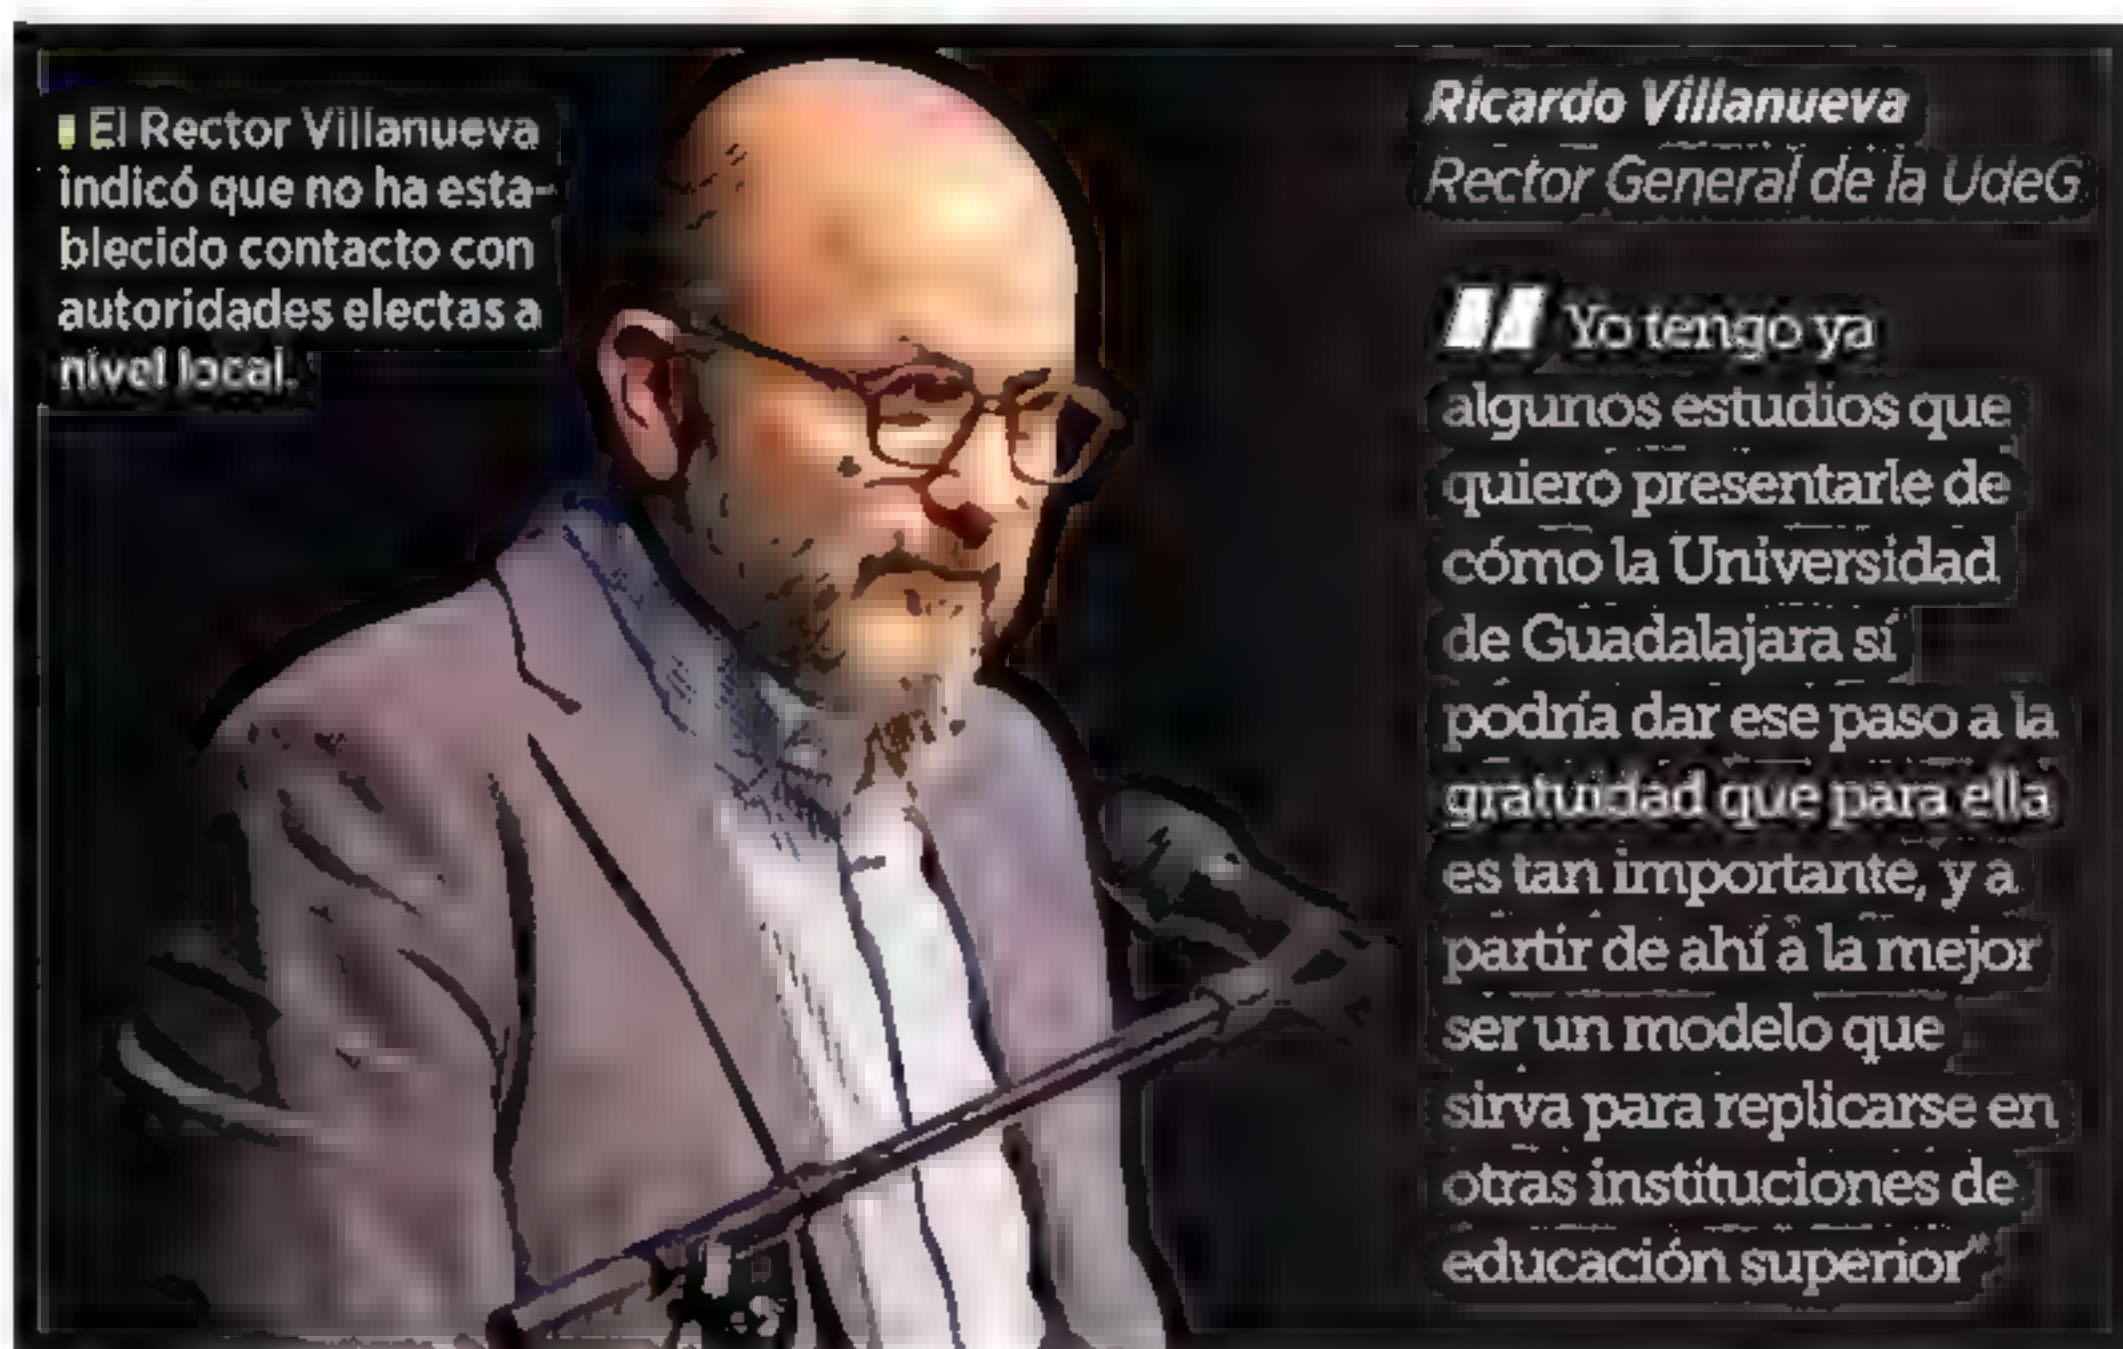 El Rector Villanueva
indicó que no ha esta-
blecido contacto con
autoridades electas a
nivel local.
Ricardo Villanueva
Rector General de la UdeG
" Yo tengo ya
algunos estudios que
quiero presentarle de
cómo la Universidad
de Guadalajara sí
podría dar ese paso a la
gratuidad que para ella
es tan importante, y a
partir de ahí a la mejor
ser un modelo que
sirva para replicarse en
otras instituciones de
educación superior"